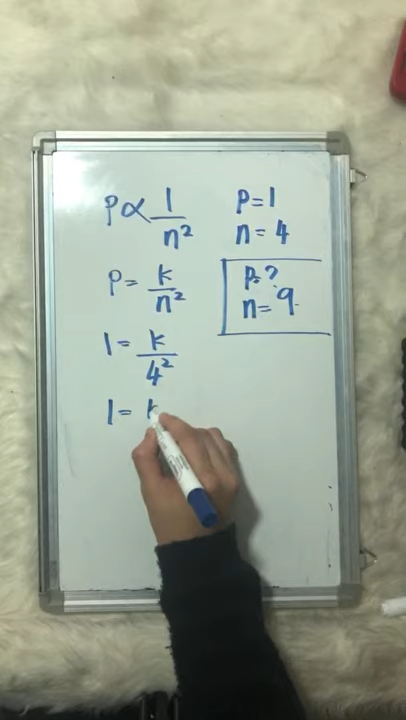 P ∝ 1/n²
P=1
n=4
P = k/n²
P=?
n=9
1 = k/4²
1 = k